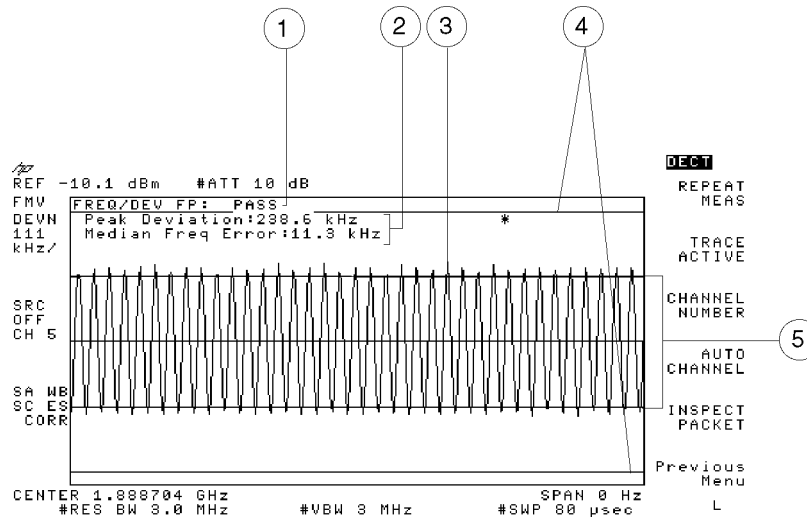 1 2 3 4
hp
DECT
REF -10.1 dBm #ATT 10 dB
FMV
DEVN
111
kHz/
FREQ/DEV FP: PASS
Peak Deviation:238.6 kHz
Median Freq Error:11.3 kHz
*
REPEAT
MEAS
TRACE
ACTIVE
SRC
OFF
CH 5
CHANNEL
NUMBER
5
AUTO
CHANNEL
SA WB
SC ES
CORR
INSPECT
PACKET
Previous
Menu
CENTER 1.888704 GHz SPAN 0 Hz
#RES BW 3.0 MHz #VBW 3 MHz #SWP 80 μsec
L